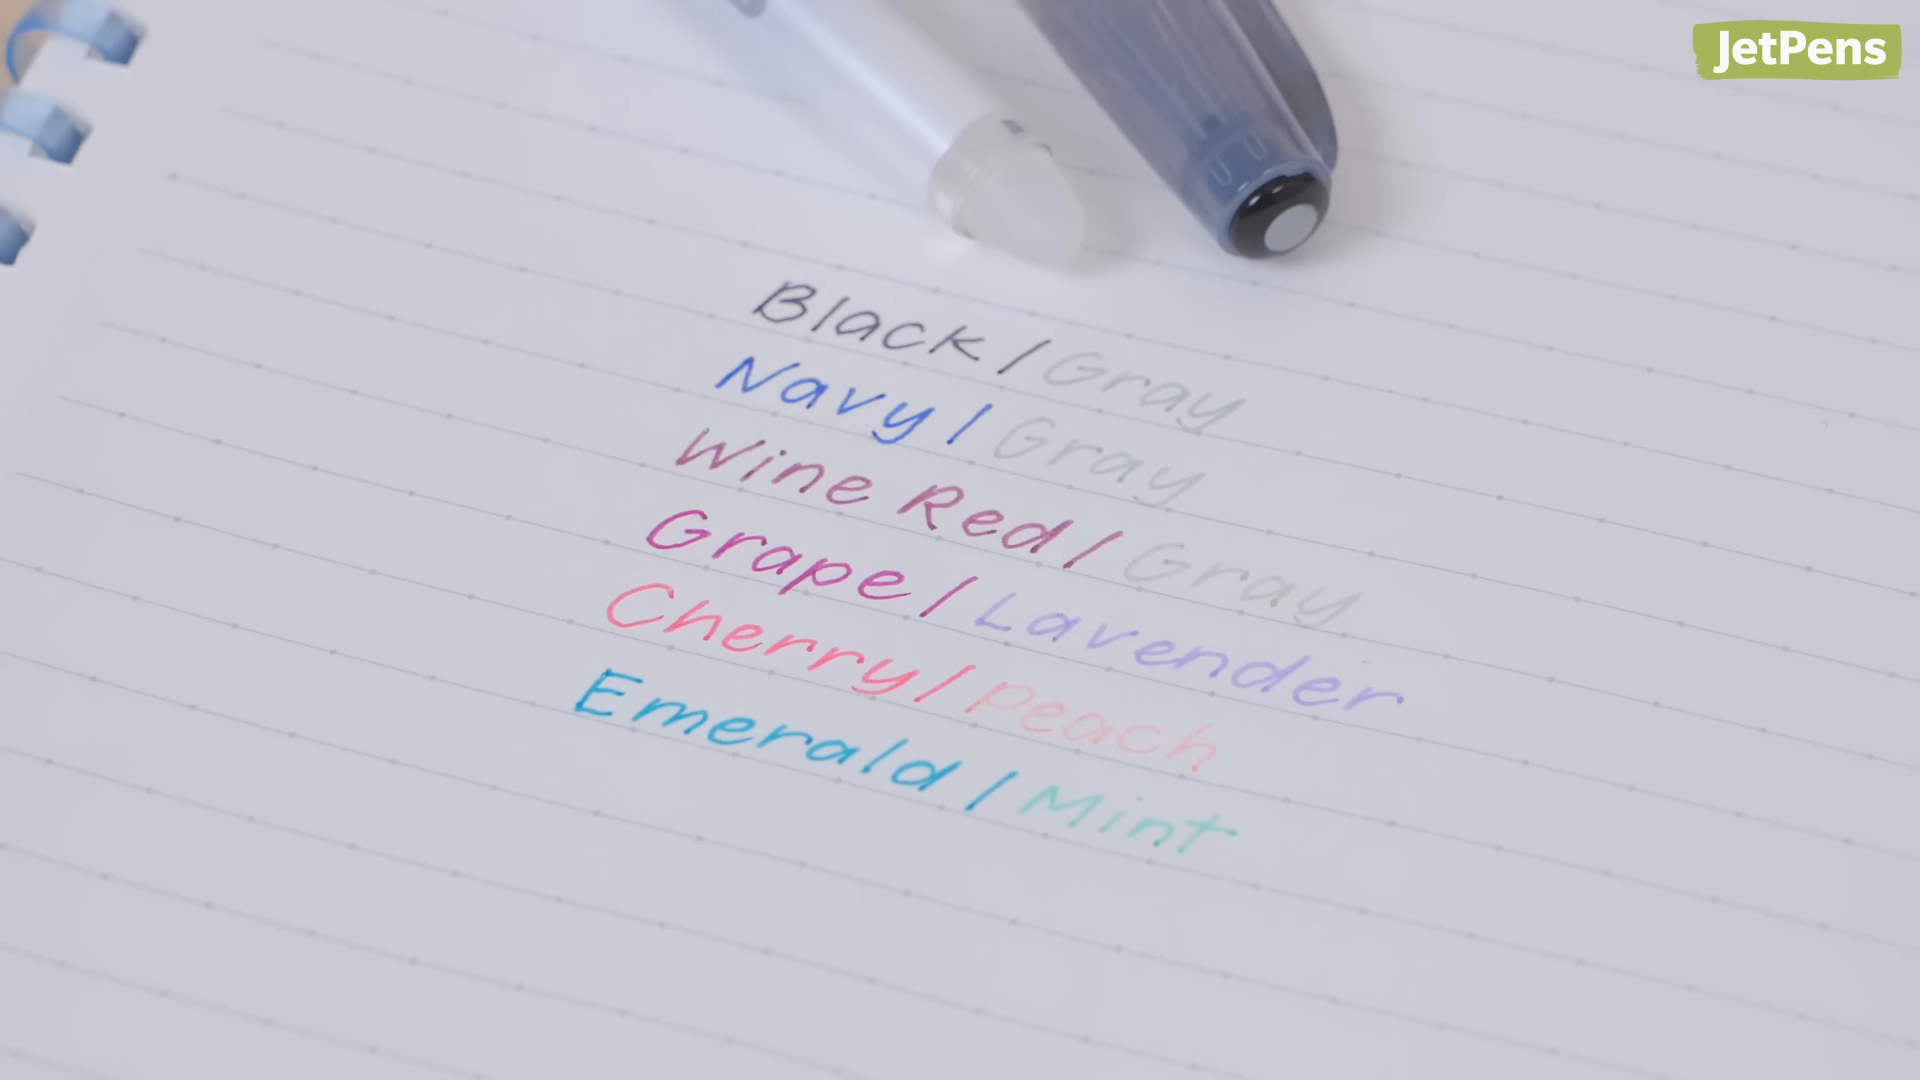 JetPens
Black / Gray
Navy / Gray
Wine Red / Gray
Grape / Lavender
Cherry / Peach
Emerald / Mint